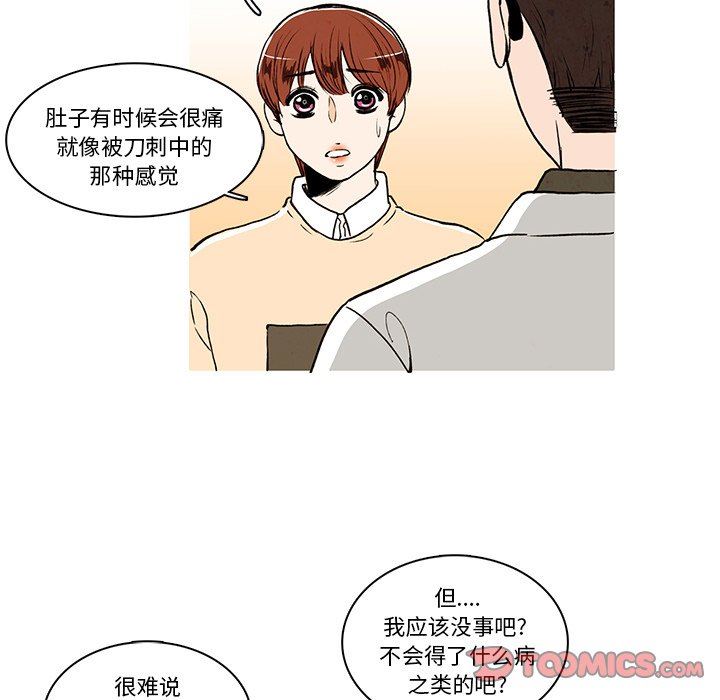 肚子有时候会很痛
就像被刀刺中的
那种感觉
但....
我应该没事吧?
不会得了什么病
之类的吧?
很难说
TOOMICS.COM